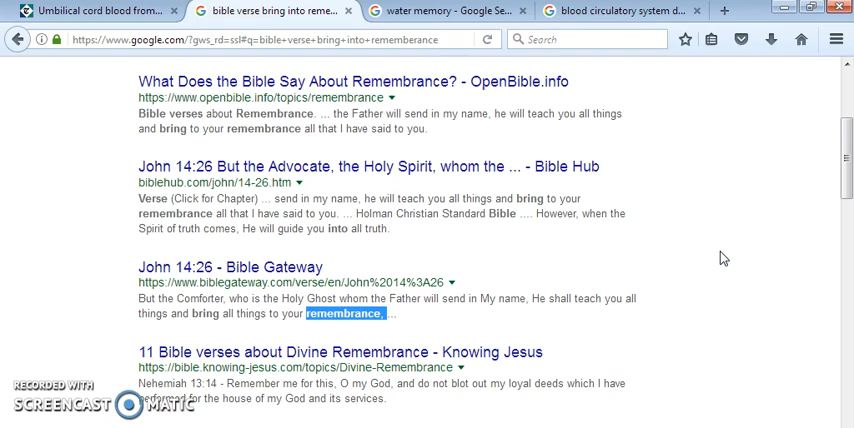 Umbilical cord blood from...
bible verse bring into reme...
water memory - Google Se...
blood circulatory system d...
https://www.google.com/?gws_rd=ssl#q=bible+verse+bring+into+rememberance
Search
What Does the Bible Say About Remembrance? - OpenBible.info
https://www.openbible.info/topics/remembrance
Bible verses about Remembrance. ... the Father will send in my name, he will teach you all things
and bring to your remembrance all that I have said to you.
John 14:26 But the Advocate, the Holy Spirit, whom the ... - Bible Hub
biblehub.com/john/14-26.htm
Verse (Click for Chapter) ... send in my name, he will teach you all things and bring to your
remembrance all that I have said to you. ... Holman Christian Standard Bible .... However, when the
Spirit of truth comes, He will guide you into all truth.
John 14:26 - Bible Gateway
https://www.biblegateway.com/verse/en/John%2014%3A26
But the Comforter, who is the Holy Ghost whom the Father will send in My name, He shall teach you all
things and bring all things to your remembrance, ...
11 Bible verses about Divine Remembrance - Knowing Jesus
https://bible.knowing-jesus.com/topics/Divine-Remembrance
Nehemiah 13:14 - Remember me for this, O my God, and do not blot out my loyal deeds which I have
performed for the house of my God and its services.
RECORDED WITH
SCREENCAST MATIC